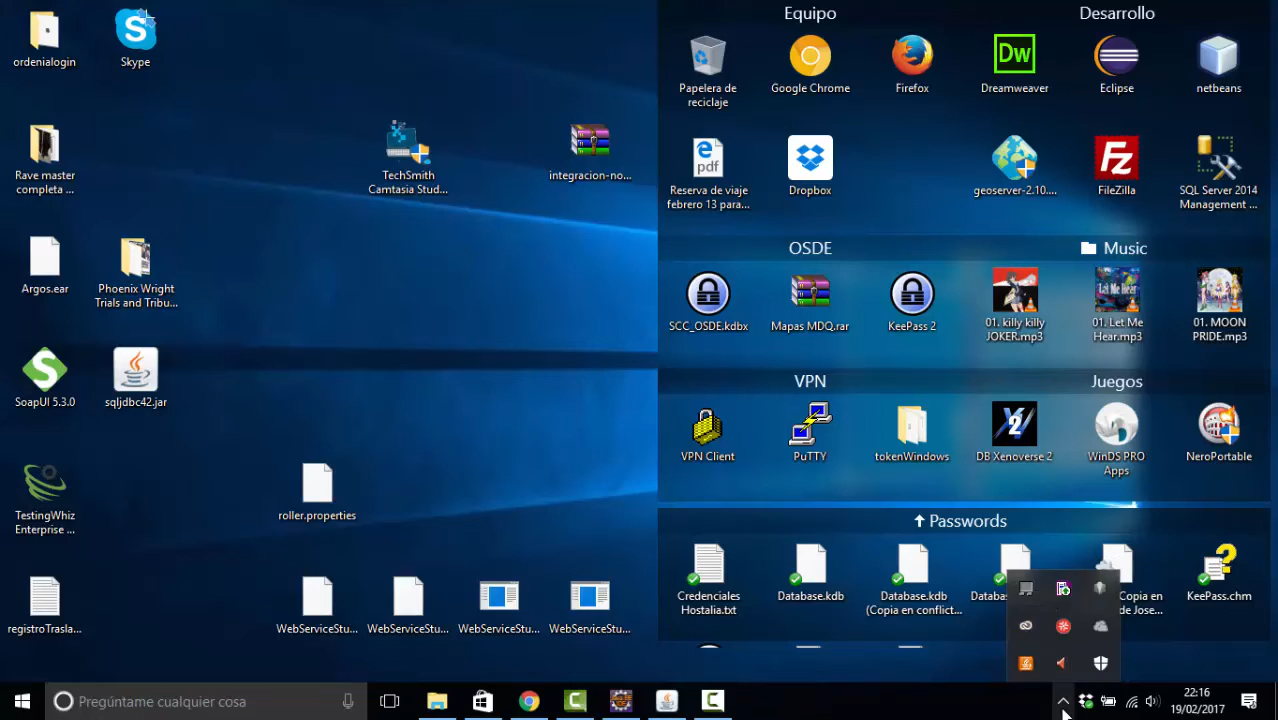 ordenialogin
Skype
Rave master
completa ...
TechSmith
Camtasia Stud...
integracion-no...
Argos.ear
Phoenix Wright
Trials and Tribu...
SoapUI 5.3.0
sqljdbc42.jar
TestingWhiz
Enterprise ...
roller.properties
registroTrasla...
WebServiceStu...
WebServiceStu...
WebServiceStu...
WebServiceStu...
Equipo
Desarrollo
Papelera de
reciclaje
Google Chrome
Firefox
Dw
Dreamweaver
Eclipse
netbeans
pdf
Reserva de viaje
febrero 13 para...
Dropbox
geoserver-2.10....
FileZilla
SQL Server 2014
Management ...
OSDE
Music
SCC_OSDE.kdbx
Mapas MDQ.rar
KeePass 2
01. killy killy
JOKER.mp3
01. Let Me
Hear.mp3
01. MOON
PRIDE.mp3
VPN
Juegos
VPN Client
PuTTY
tokenWindows
DB Xenoverse 2
WinDS PRO
Apps
NeroPortable
Passwords
Credenciales
Hostalia.txt
Database.kdb
Database.kdb
(Copia en conflict...
Copia en
de Jose...
KeePass.chm
Pregúntame cualquier cosa
22:16
19/02/2017